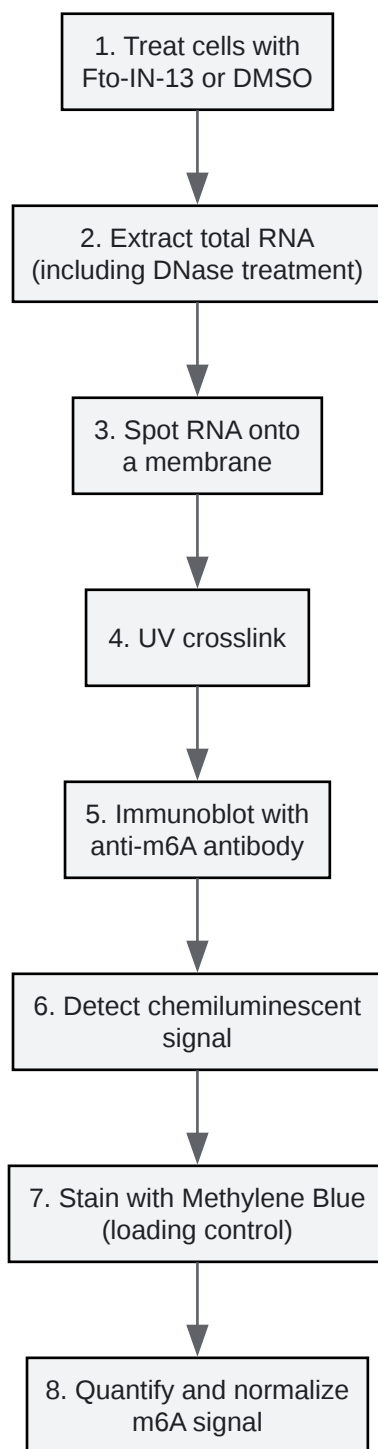 1. Treat cells with
Fto-IN-13 or DMSO
2. Extract total RNA
(including DNase treatment)
3. Spot RNA onto
a membrane
4. UV crosslink
5. Immunoblot with
anti-m6A antibody
6. Detect chemiluminescent
signal
7. Stain with Methylene Blue
(loading control)
8. Quantify and normalize
m6A signal